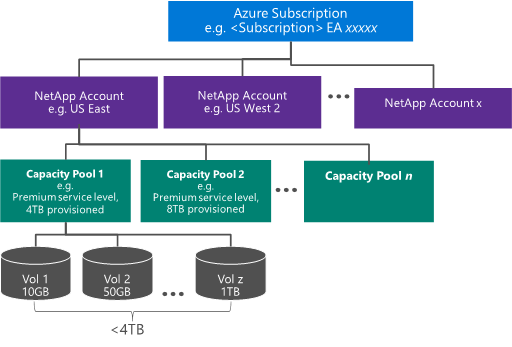 Azure Subscription
e.g. <Subscription> EA xxxxx
NetApp Account
e.g. US East
NetApp Account
e.g. US West 2
NetApp Account x
Capacity Pool 1
e.g.
Premium service level,
4TB provisioned
Capacity Pool 2
e.g.
Premium service level,
8TB provisioned
Capacity Pool n
Vol 1
10GB
Vol 2
50GB
Vol z
1TB
<4TB